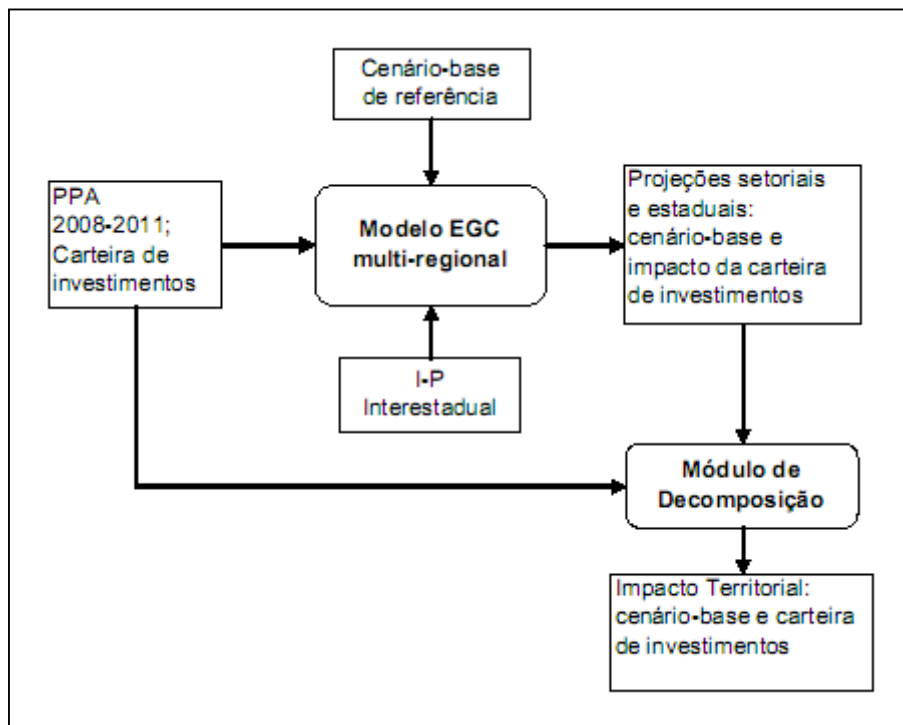 Cenário-base
de referência
PPA
2008-2011;
Carteira de
investimentos
Modelo EGC
multi-regional
Projeções setoriais
e estaduais:
cenário-base e
impacto da carteira
de investimentos
I-P
Interestadual
Módulo de
Decomposição
Impacto Territorial:
cenário-base e carteira
de investimentos